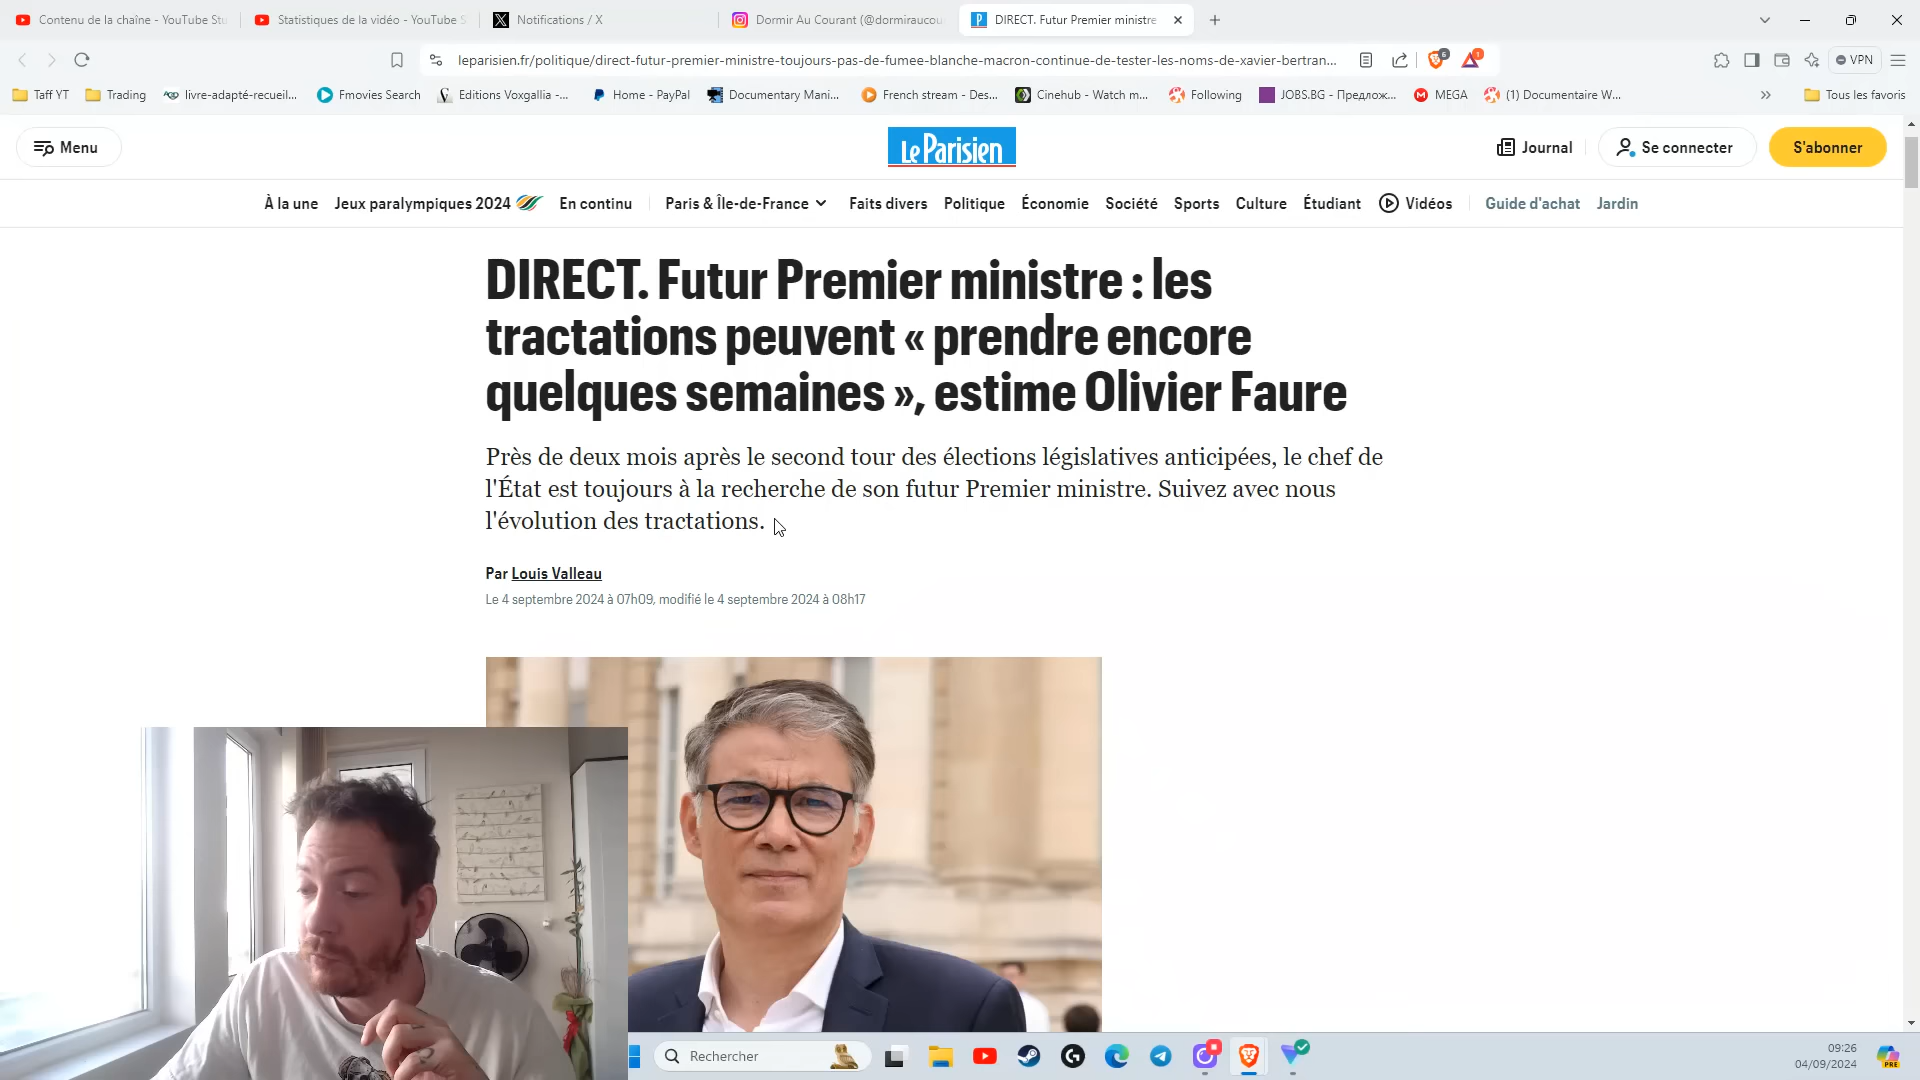 Contenu de la chaîne - YouTube Stu
Statistiques de la vidéo - YouTube S
Notifications / X
Dormir Au Courant (@dormiraucou
DIRECT. Futur Premier ministre
leparisien.fr/politique/direct-futur-premier-ministre-toujours-pas-de-fumee-blanche-macron-continue-de-tester-les-noms-de-xavier-bertran...
6
1
VPN
Taff YT
Trading
livre-adapté-recueil...
Fmovies Search
Editions Voxgallia -...
Home - PayPal
Documentary Mani...
French stream - Des...
Cinehub - Watch m...
Following
JOBS.BG - Предлож...
MEGA
(1) Documentaire W...
Tous les favoris
Menu
Le Parisien
Journal
Se connecter
S'abonner
À la une
Jeux paralympiques 2024
En continu
Paris & Île-de-France
Faits divers
Politique
Économie
Société
Sports
Culture
Étudiant
Vidéos
Guide d'achat
Jardin
DIRECT. Futur Premier ministre : les
tractations peuvent « prendre encore
quelques semaines », estime Olivier Faure
Près de deux mois après le second tour des élections législatives anticipées, le chef de
l'État est toujours à la recherche de son futur Premier ministre. Suivez avec nous
l'évolution des tractations.
Par Louis Valleau
Le 4 septembre 2024 à 07h09, modifié le 4 septembre 2024 à 08h17
Rechercher
09:26
04/09/2024
PRE